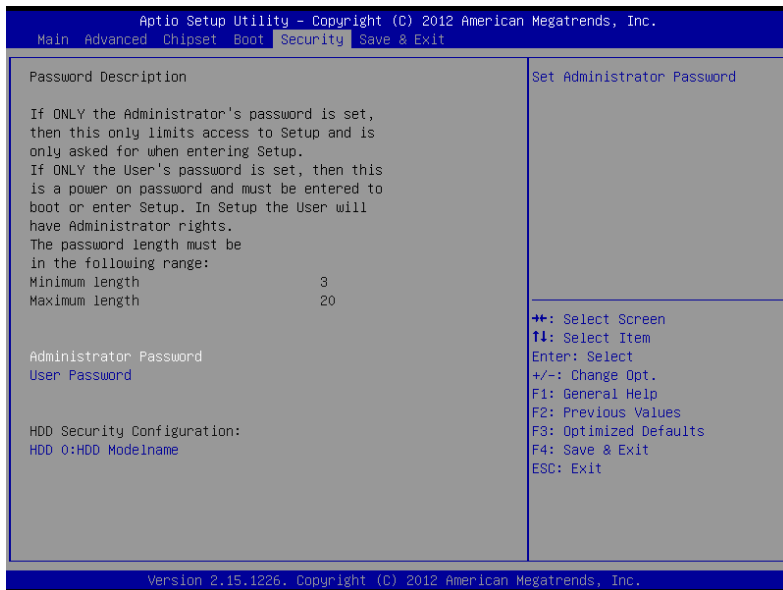 Aptio Setup Utility – Copyright (C) 2012 American Megatrends, Inc.
Main Advanced Chipset Boot Security Save & Exit
Password Description
If ONLY the Administrator's password is set,
then this only limits access to Setup and is
only asked for when entering Setup.
If ONLY the User's password is set, then this
is a power on password and must be entered to
boot or enter Setup. In Setup the User will
have Administrator rights.
The password length must be
in the following range:
Minimum length 3
Maximum length 20
Administrator Password
User Password
HDD Security Configuration:
HDD 0:HDD Modelname
Set Administrator Password
→←: Select Screen
↑↓: Select Item
Enter: Select
+/-: Change Opt.
F1: General Help
F2: Previous Values
F3: Optimized Defaults
F4: Save & Exit
ESC: Exit
Version 2.15.1226. Copyright (C) 2012 American Megatrends, Inc.